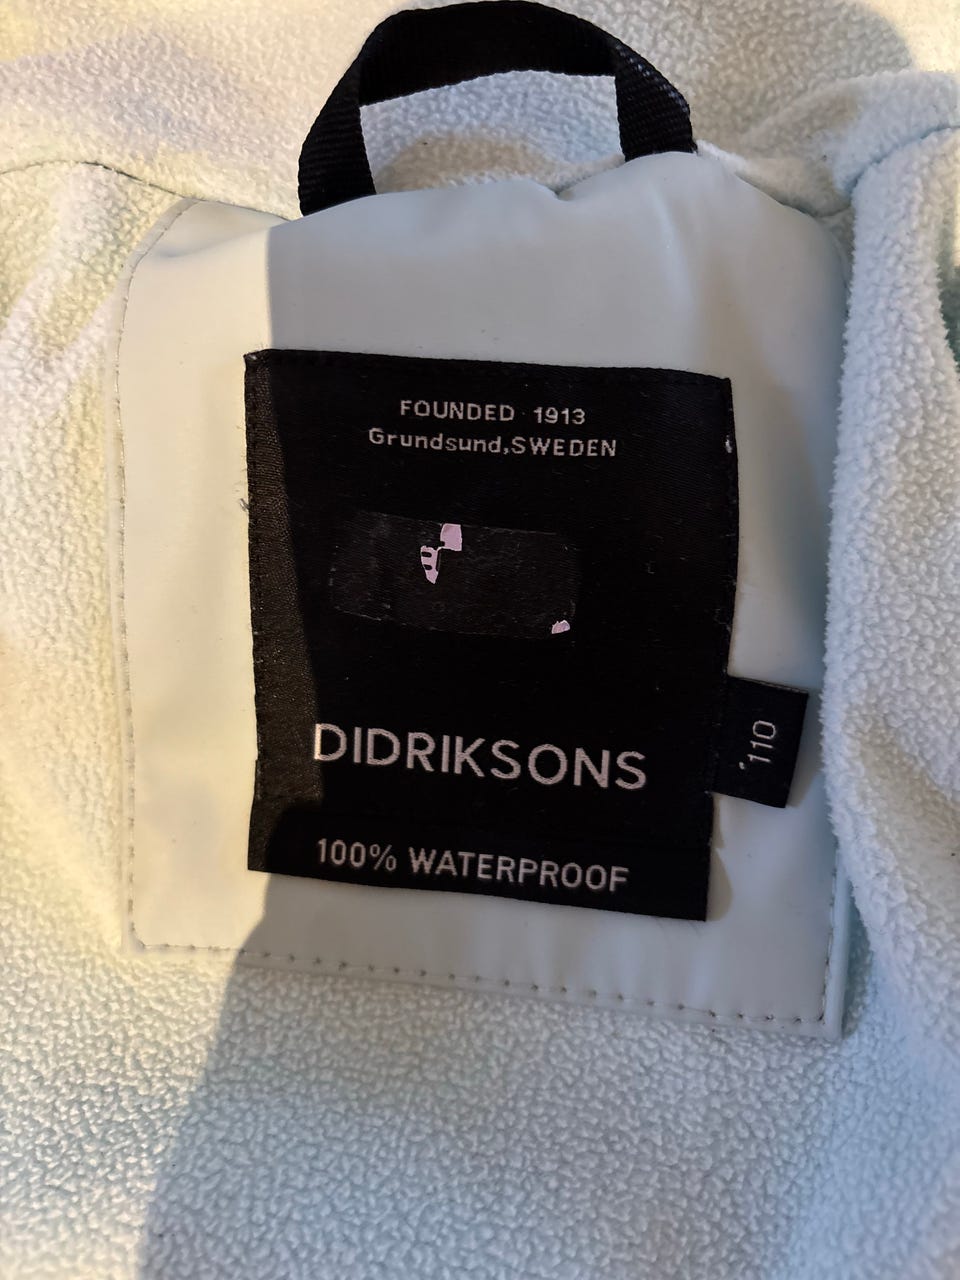 FOUNDED · 1913
Grundsund,SWEDEN
DIDRIKSONS
110
100% WATERPROOF